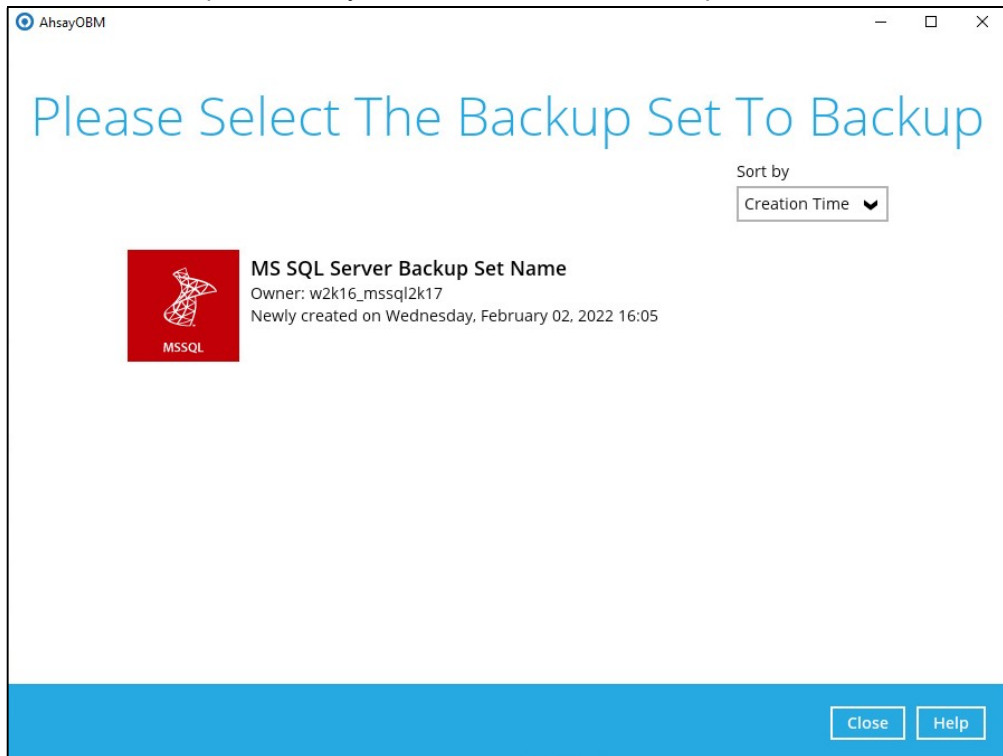 AhsayOBM
Please Select The Backup Set To Backup
Sort by
Creation Time
MS SQL Server Backup Set Name
Owner: w2k16_mssql2k17
Newly created on Wednesday, February 02, 2022 16:05
MSSQL
Close
Help